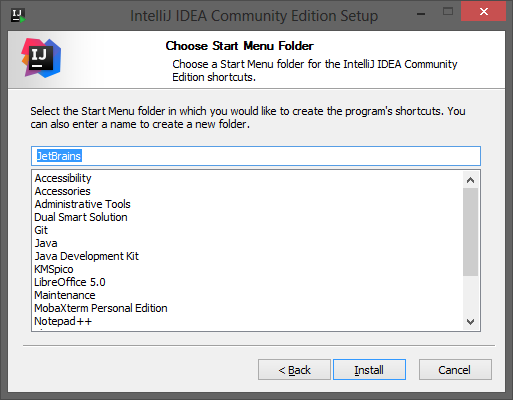 IntelliJ IDEA Community Edition Setup
IJ
Choose Start Menu Folder
Choose a Start Menu folder for the IntelliJ IDEA Community
Edition shortcuts.
Select the Start Menu folder in which you would like to create the program's shortcuts. You
can also enter a name to create a new folder.
JetBrains
Accessibility
Accessories
Administrative Tools
Dual Smart Solution
Git
Java
Java Development Kit
KMSpico
LibreOffice 5.0
Maintenance
MobaXterm Personal Edition
Notepad++
< Back
Install
Cancel